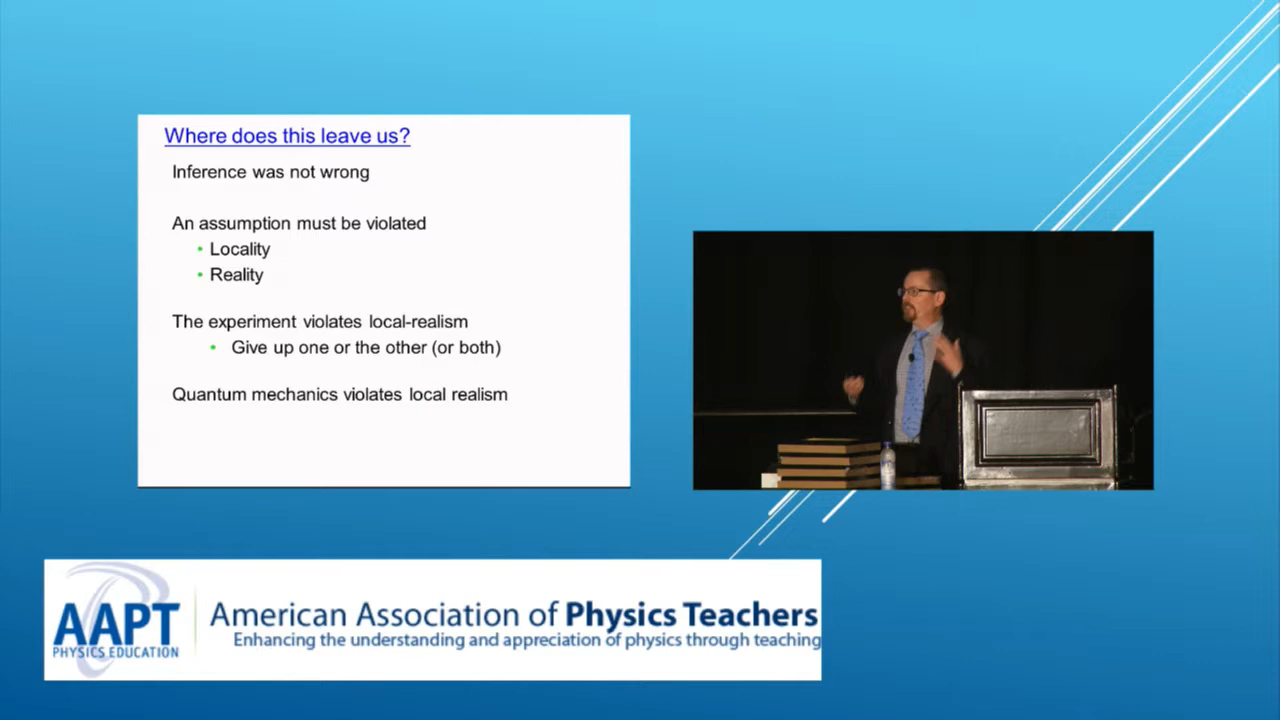 Where does this leave us?
Inference was not wrong
An assumption must be violated
• Locality
• Reality
The experiment violates local-realism
• Give up one or the other (or both)
Quantum mechanics violates local realism
AAPT
PHYSICS EDUCATION
American Association of Physics Teachers
Enhancing the understanding and appreciation of physics through teaching